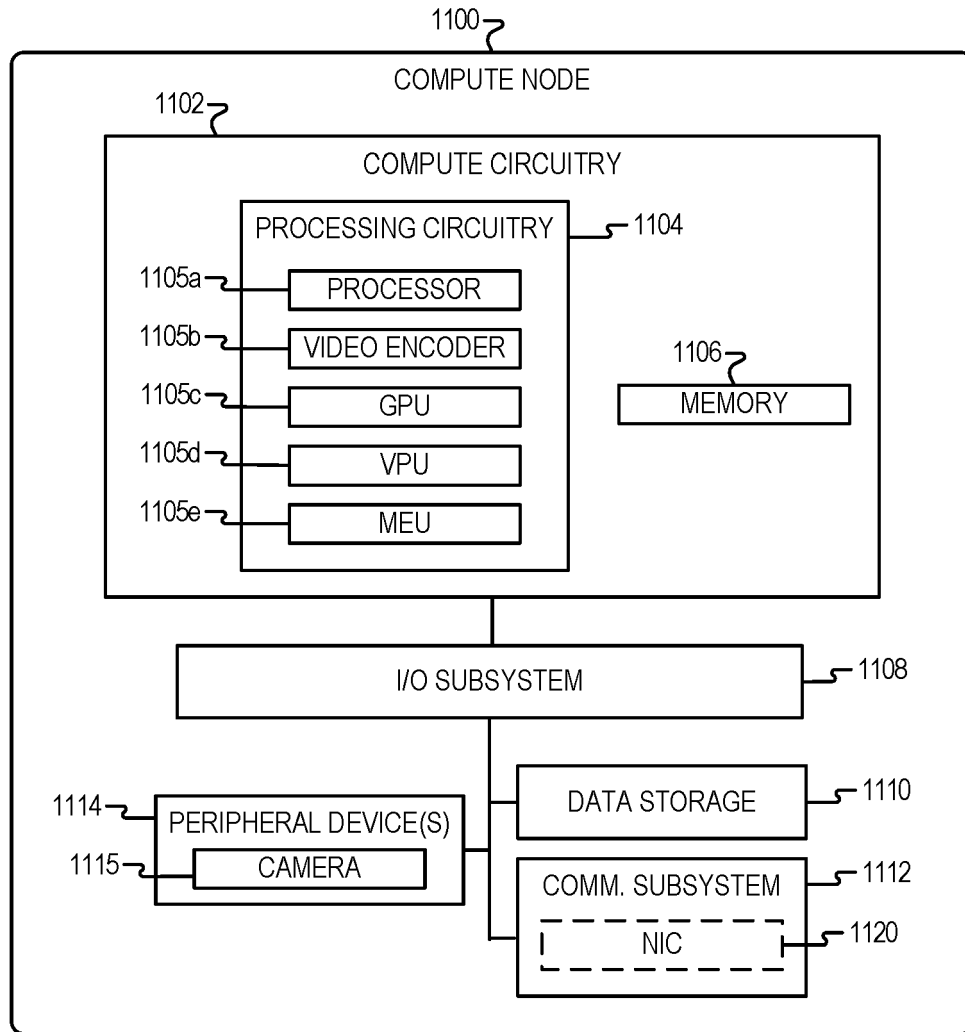 1100
COMPUTE NODE
1102
COMPUTE CIRCUITRY
PROCESSING CIRCUITRY
1104
1105a
PROCESSOR
1105b
VIDEO ENCODER
1106
1105c
GPU
MEMORY
1105d
VPU
1105e
MEU
I/O SUBSYSTEM
1108
1114
PERIPHERAL DEVICE(S)
DATA STORAGE
1110
1115
CAMERA
COMM. SUBSYSTEM
1112
NIC
1120